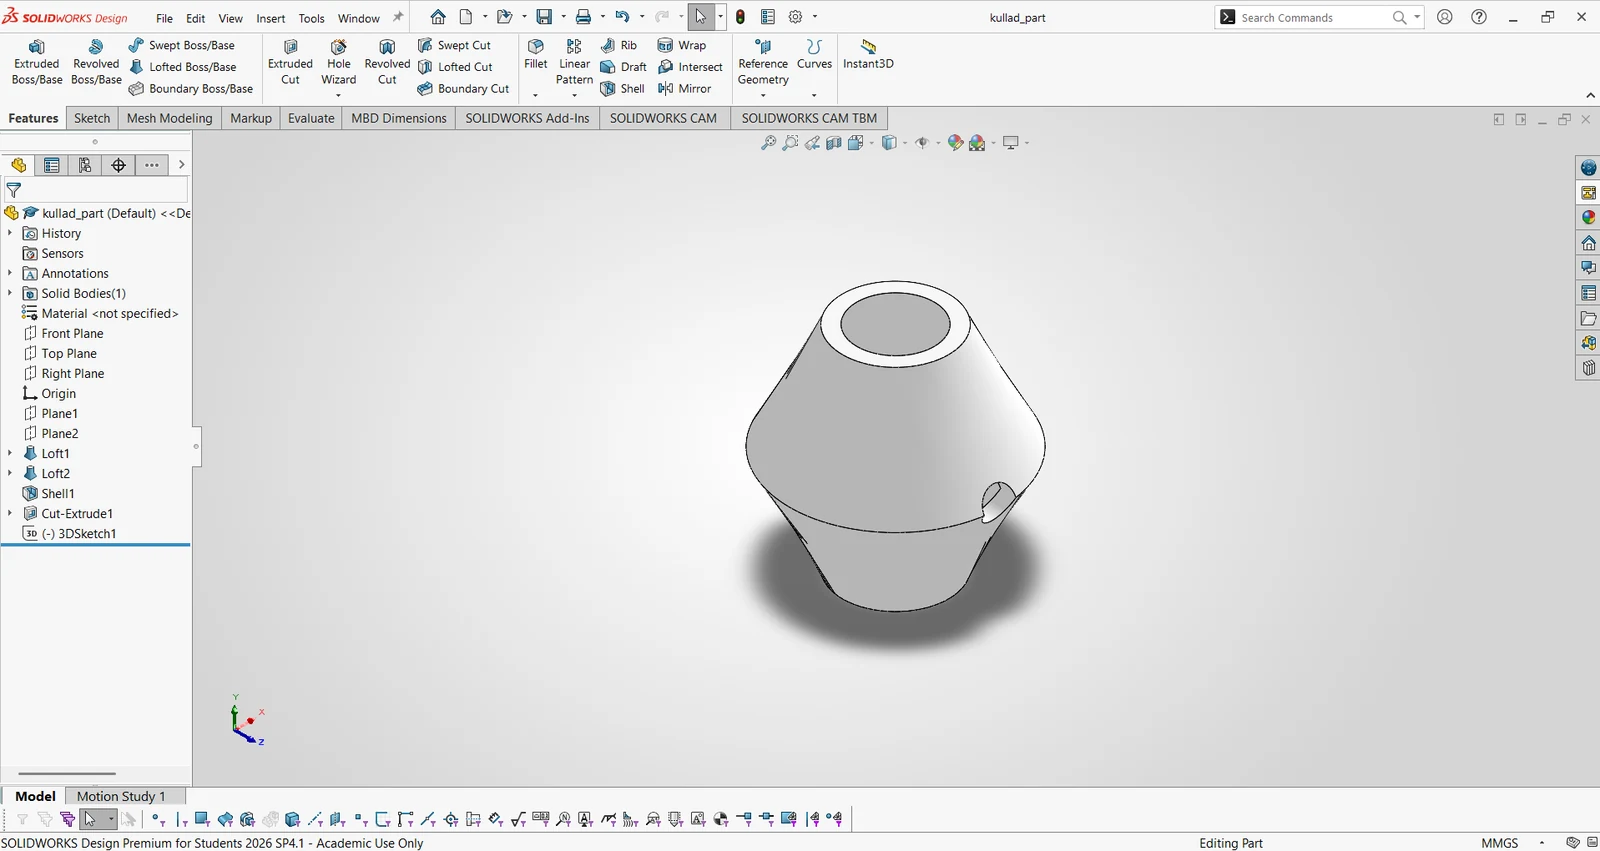 SOLIDWORKS Design File Edit View Insert Tools Window kullad_part Search Commands
Extruded Boss/Base Revolved Boss/Base Swept Boss/Base Lofted Boss/Base Boundary Boss/Base Extruded Cut Hole Wizard Revolved Cut Swept Cut Lofted Cut Boundary Cut Fillet Linear Pattern Rib Draft Shell Wrap Intersect Mirror Reference Geometry Curves Instant3D
Features Sketch Mesh Modeling Markup Evaluate MBD Dimensions SOLIDWORKS Add-Ins SOLIDWORKS CAM SOLIDWORKS CAM TBM
kullad_part (Default) <<De
History
Sensors
Annotations
Solid Bodies(1)
Material <not specified>
Front Plane
Top Plane
Right Plane
Origin
Plane1
Plane2
Loft1
Loft2
Shell1
Cut-Extrude1
3D (-) 3DSketch1
Y
X
Z
Model Motion Study 1
SOLIDWORKS Design Premium for Students 2026 SP4.1 - Academic Use Only Editing Part MMGS